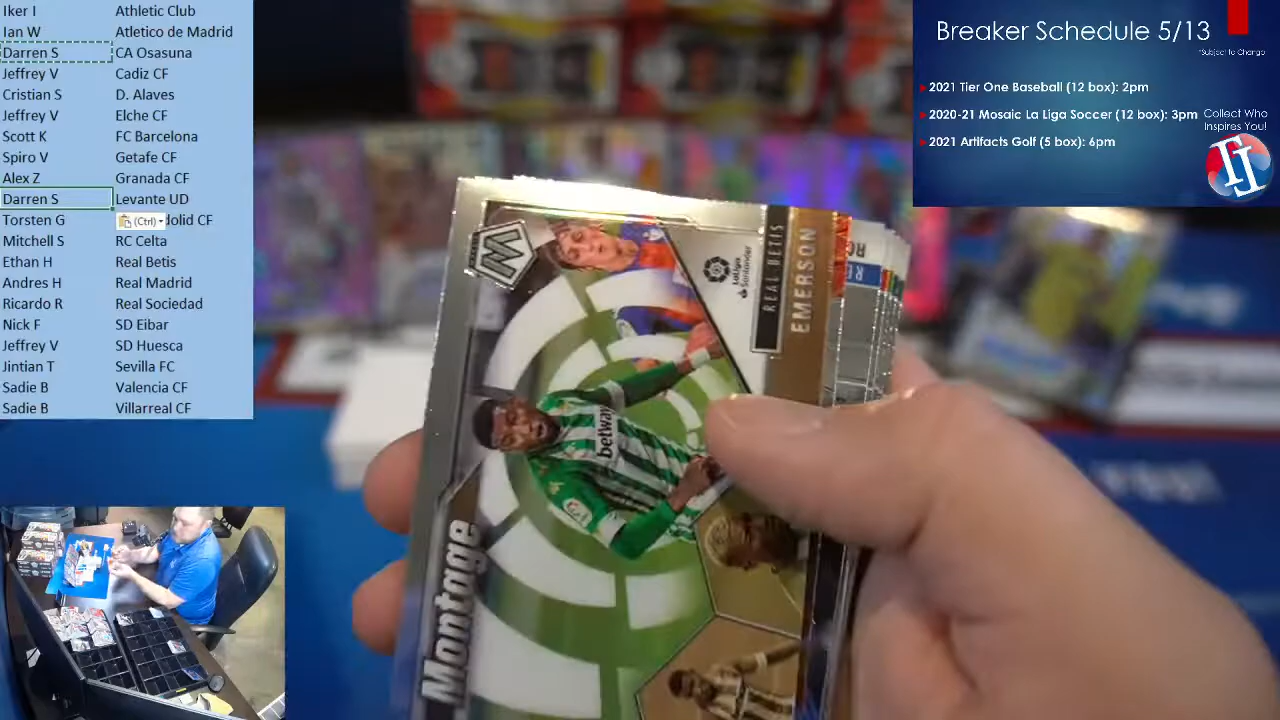 Iker I Athletic Club
Ian W Atletico de Madrid
Darren S CA Osasuna
Jeffrey V Cadiz CF
Cristian S D. Alaves
Jeffrey V Elche CF
Scott K FC Barcelona
Spiro V Getafe CF
Alex Z Granada CF
Darren S Levante UD
Torsten G (Ctrl) dolid CF
Mitchell S RC Celta
Ethan H Real Betis
Andres H Real Madrid
Ricardo R Real Sociedad
Nick F SD Eibar
Jeffrey V SD Huesca
Jintian T Sevilla FC
Sadie B Valencia CF
Sadie B Villarreal CF
Breaker Schedule 5/13
*Subject To Change
2021 Tier One Baseball (12 box): 2pm
2020-21 Mosaic La Liga Soccer (12 box): 3pm
2021 Artifacts Golf (5 box): 6pm
Collect Who
Inspires You!
LaLiga
Santander
REAL BETIS
EMERSON
betway
Montage